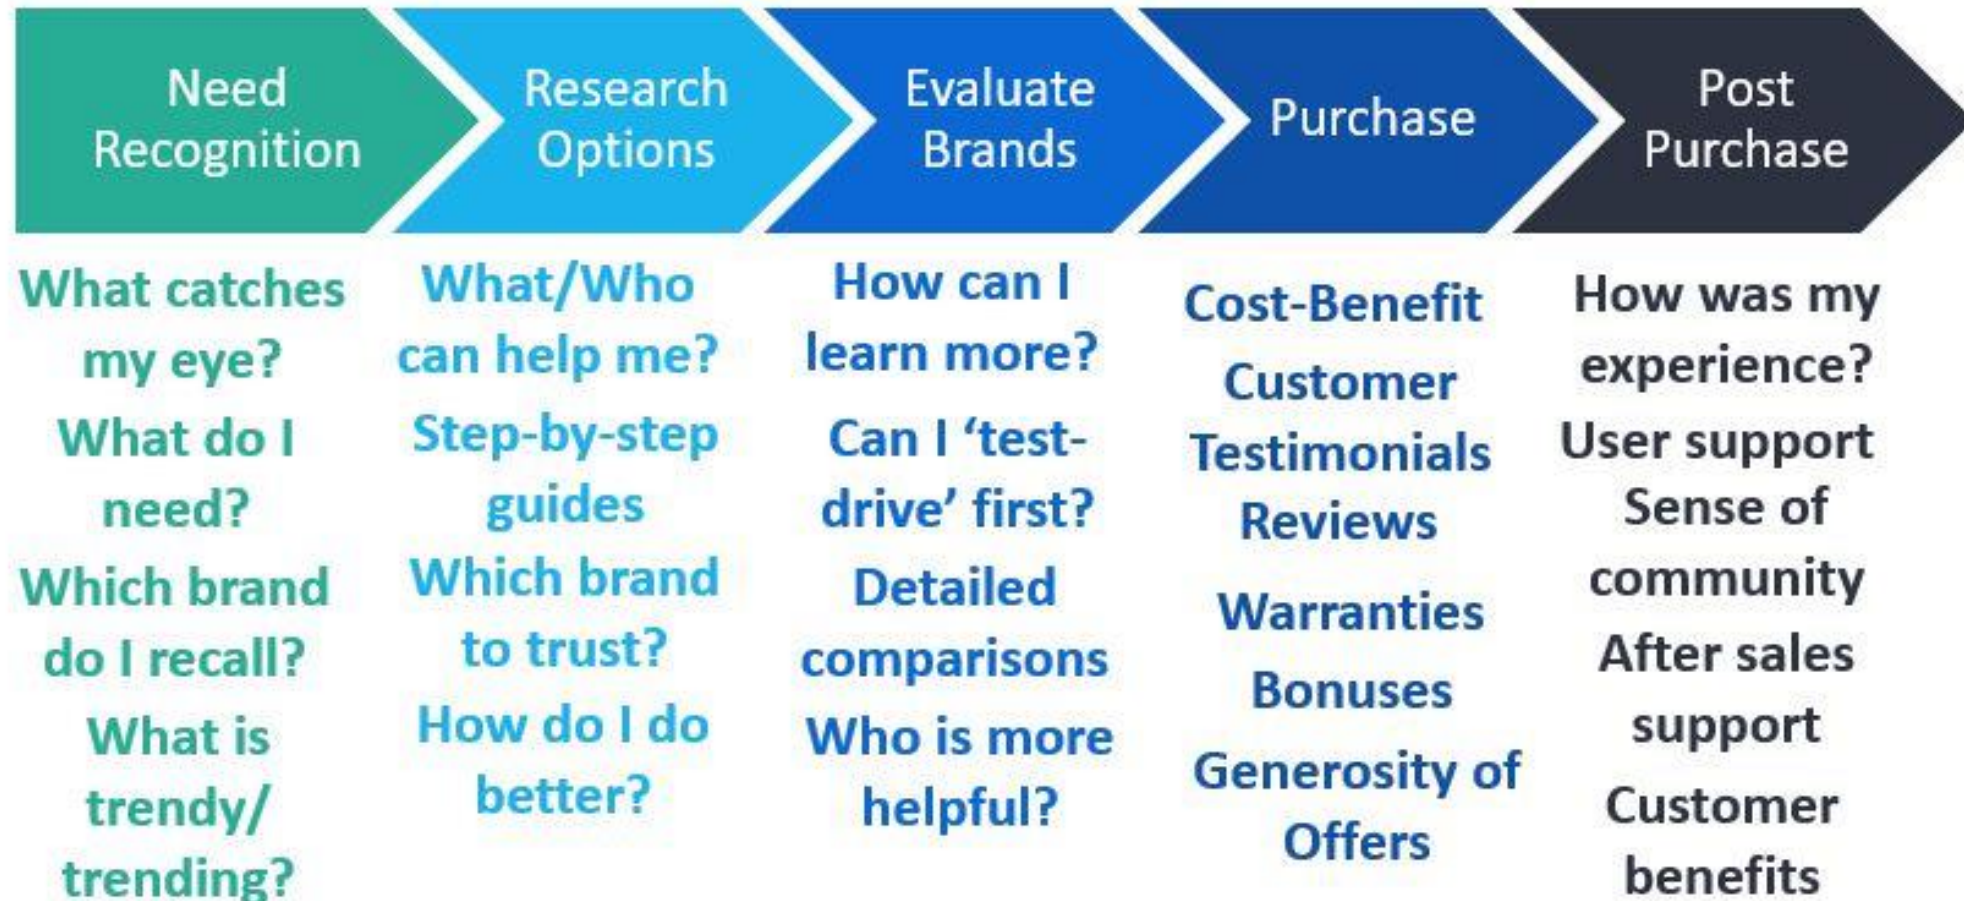 Need
Recognition
Research
Options
Evaluate
Brands
Purchase
Post
Purchase
What catches
my eye?
What do I
need?
Which brand
do I recall?
What is
trendy/
trending?
What/Who
can help me?
Step-by-step
guides
Which brand
to trust?
How do I do
better?
How can I
learn more?
Can I ‘test-
drive’ first?
Detailed
comparisons
Who is more
helpful?
Cost-Benefit
Customer
Testimonials
Reviews
Warranties
Bonuses
Generosity of
Offers
How was my
experience?
User support
Sense of
community
After sales
support
Customer
benefits